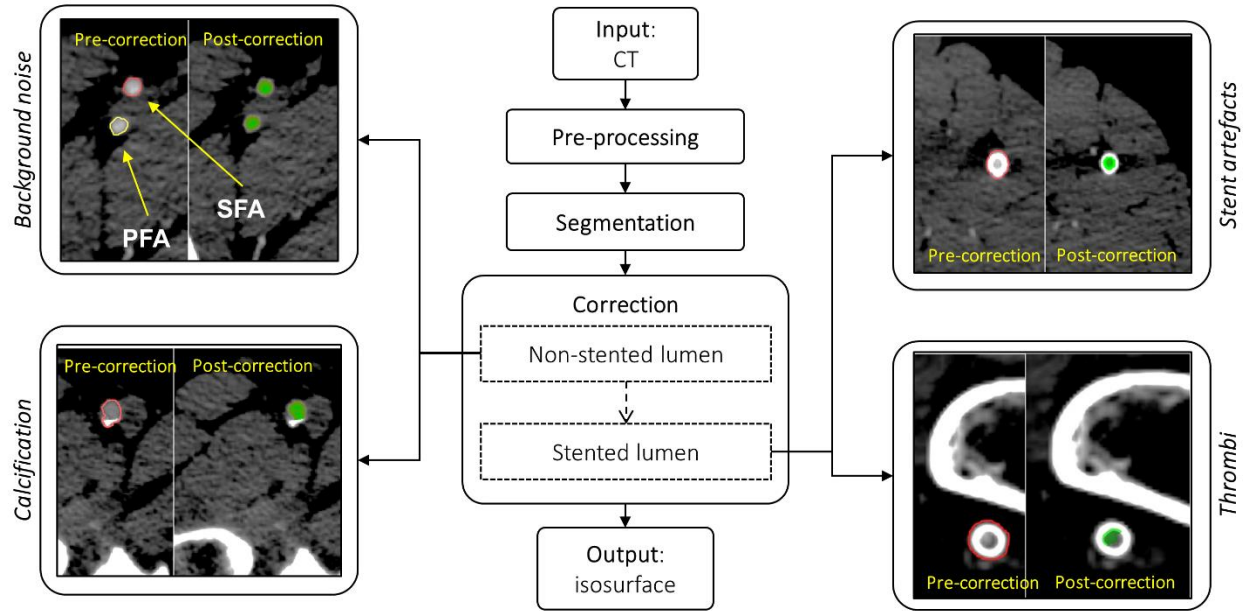 Background noise
Pre-correction
Post-correction
SFA
PFA
Calcification
Pre-correction
Post-correction
Input:
CT
Pre-processing
Segmentation
Correction
Non-stented lumen
Stented lumen
Output:
isosurface
Pre-correction
Post-correction
Stent artefacts
Pre-correction
Post-correction
Thrombi